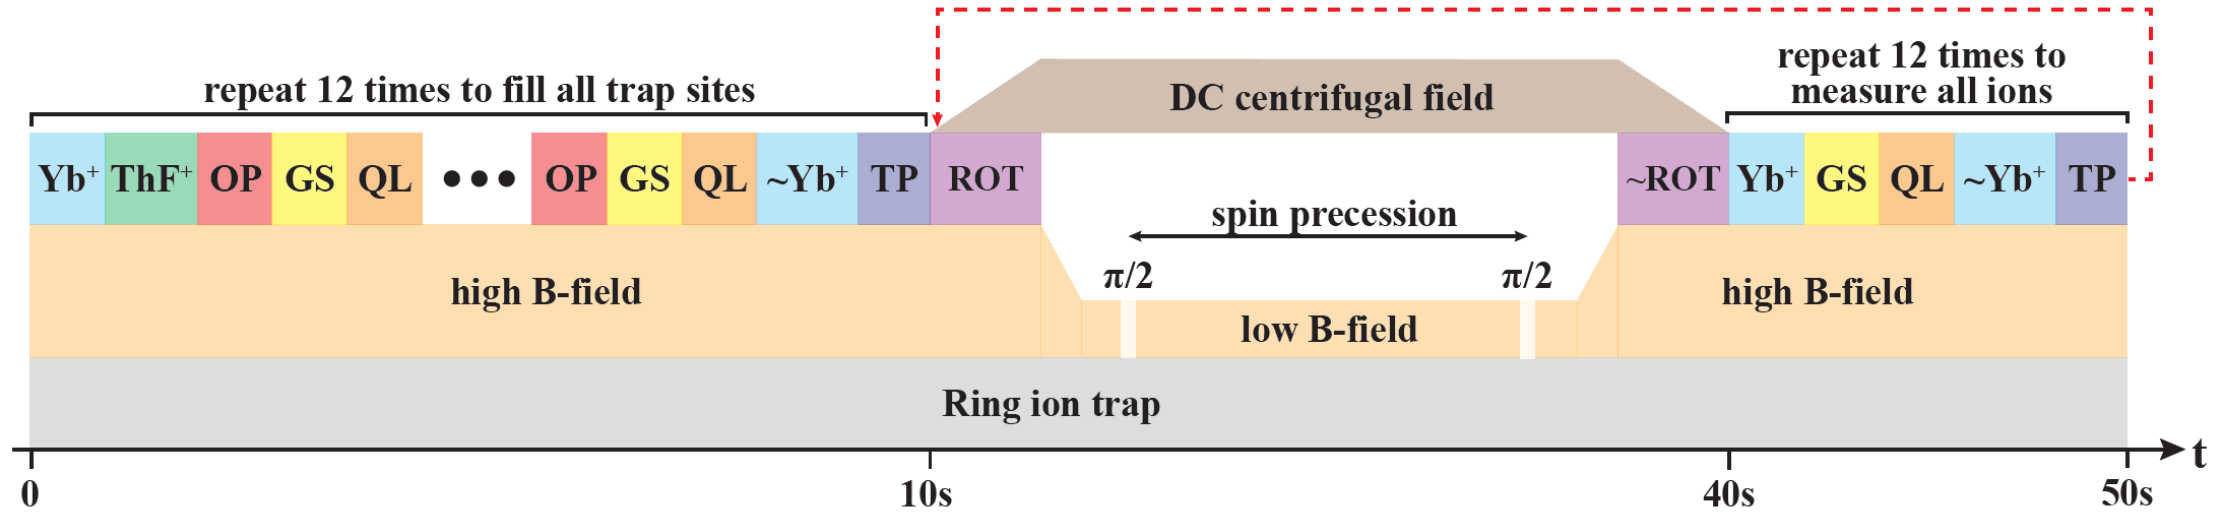 repeat 12 times to fill all trap sites
DC centrifugal field
repeat 12 times to
measure all ions
Yb⁺ ThF⁺ OP GS QL ••• OP GS QL ~Yb⁺ TP ROT ~ROT Yb⁺ GS QL ~Yb⁺ TP
spin precession
π/2 π/2
high B-field low B-field high B-field
Ring ion trap
t
0 10s 40s 50s